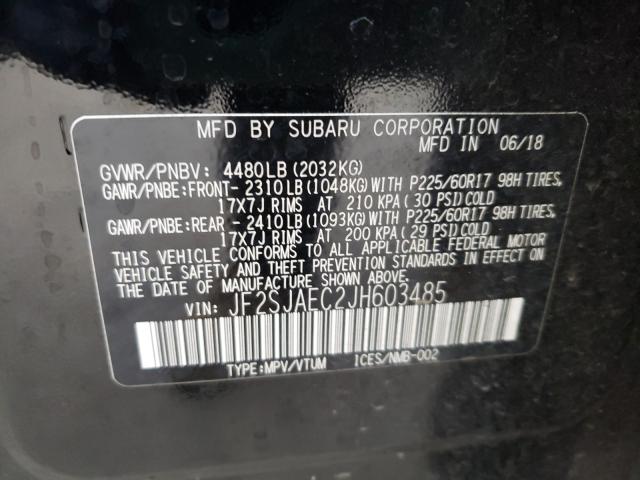 MFD BY SUBARU CORPORATION
MFD IN 06/18
GVWR/PNBV: 4480LB(2032KG)
GAWR/PNBE:FRONT- 2310LB(1048KG)WITH P225/60R17 98H TIRES,
17X7J RIMS AT 210 KPA(30 PSI)COLD
GAWR/PNBE:REAR - 2410LB(1093KG)WITH P225/60R17 98H TIRES,
17X7J RIMS AT 200 KPA(29 PSI)COLD
THIS VEHICLE CONFORMS TO ALL APPLICABLE FEDERAL MOTOR
VEHICLE SAFETY AND THEFT PREVENTION STANDARDS IN EFFECT ON
THE DATE OF MANUFACTURE SHOWN ABOVE.
VIN: JF2SJAEC2JH603485
TYPE:MPV/VTUM ICES/NMB-002